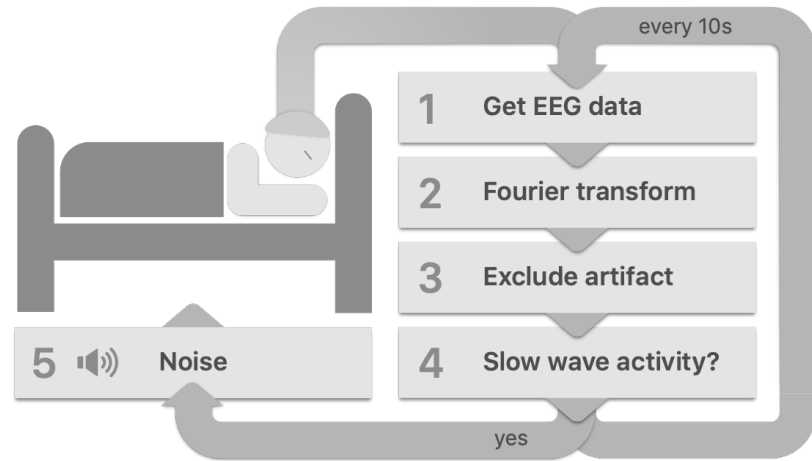 every 10s
1 Get EEG data
2 Fourier transform
3 Exclude artifact
4 Slow wave activity?
5 Noise
yes